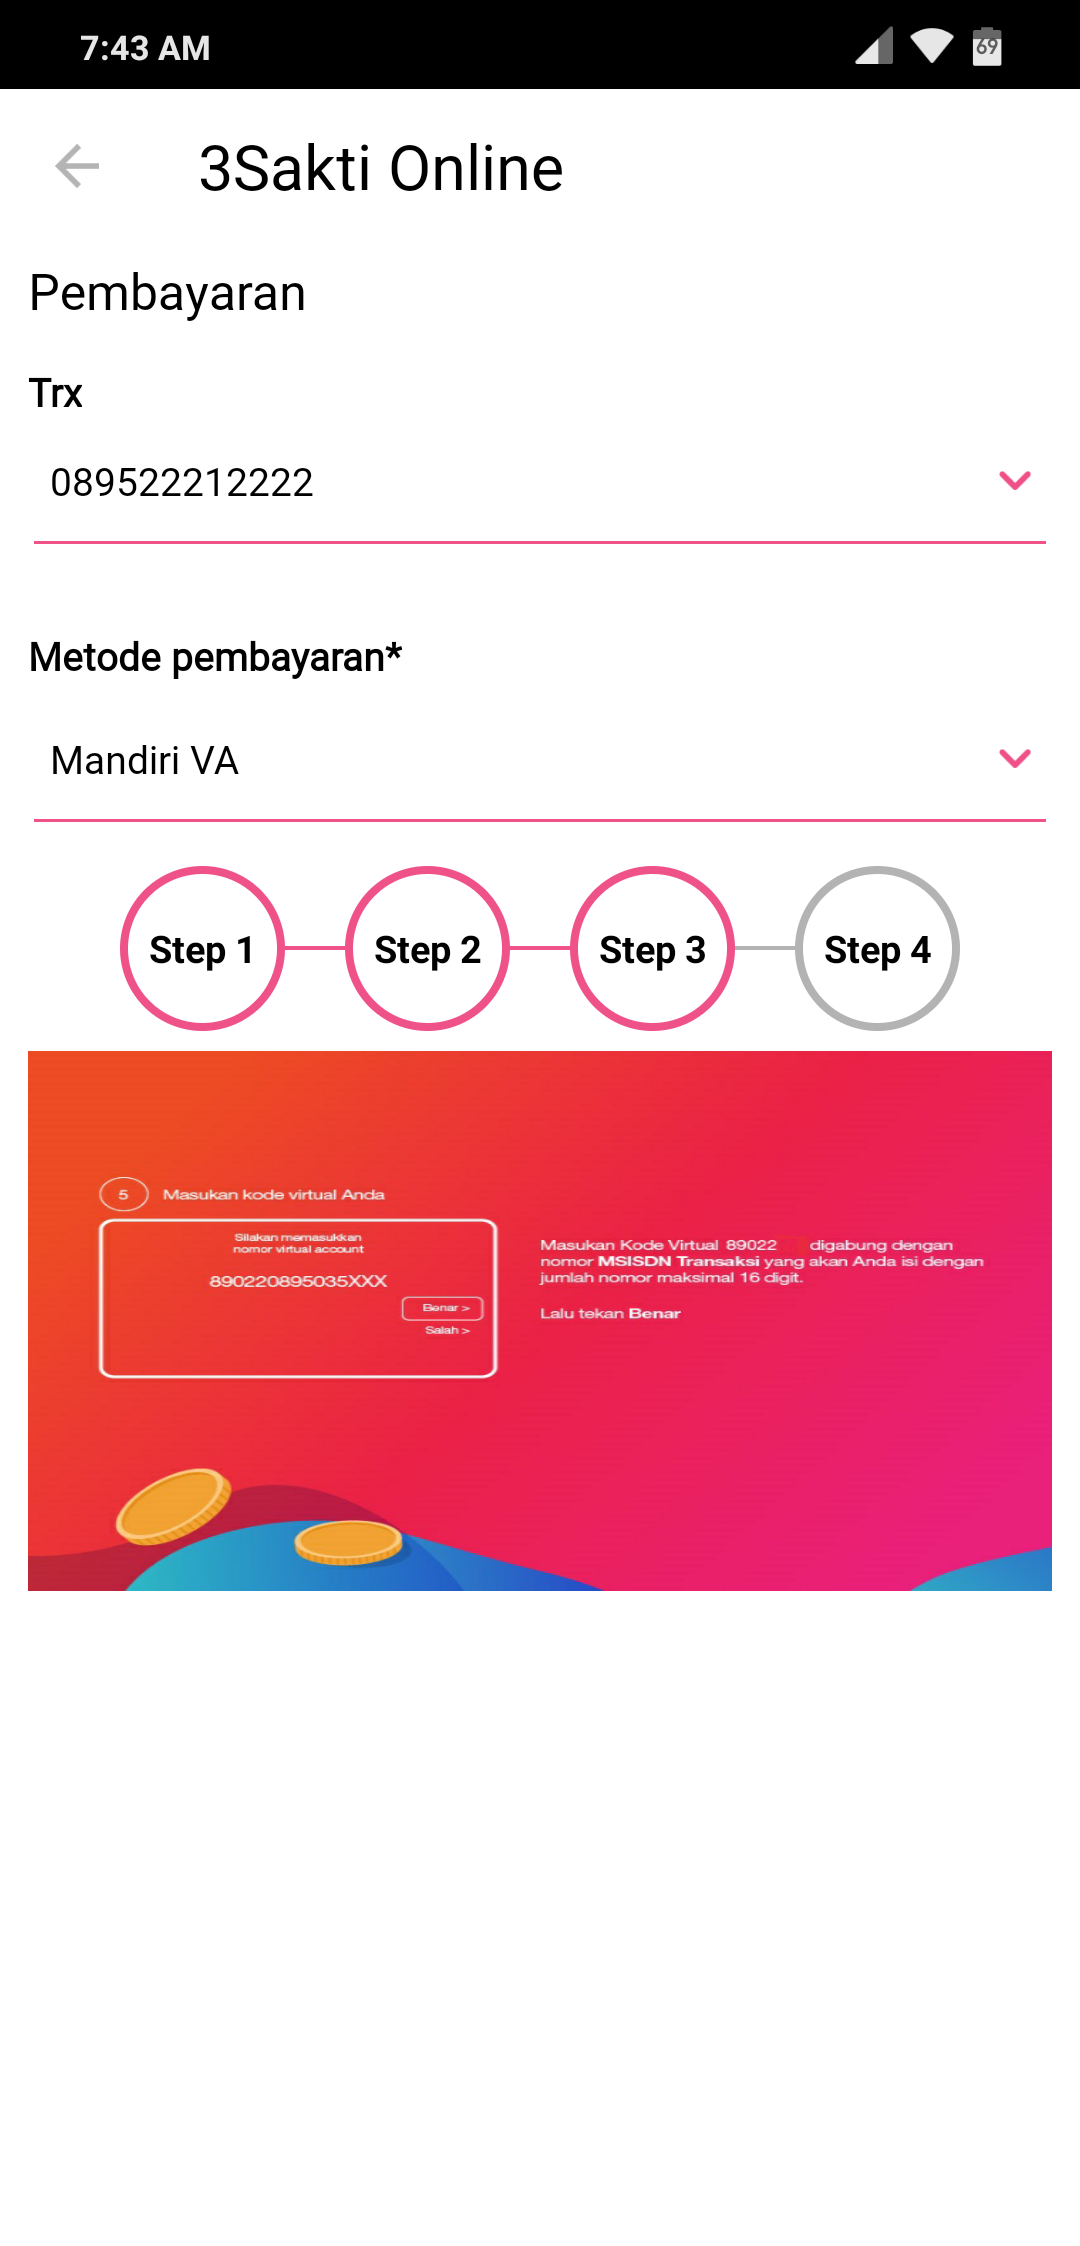 7:43 AM
69
3Sakti Online
Pembayaran
Trx
089522212222
Metode pembayaran*
Mandiri VA
Step 1
Step 2
Step 3
Step 4
5 Masukan kode virtual Anda
Silakan memasukkan
nomor virtual account
890220895035XXX
Benar >
Salah >
Masukan Kode Virtual 89022 digabung dengan
nomor MSISDN Transaksi yang akan Anda isi dengan
jumlah nomor maksimal 16 digit.
Lalu tekan Benar